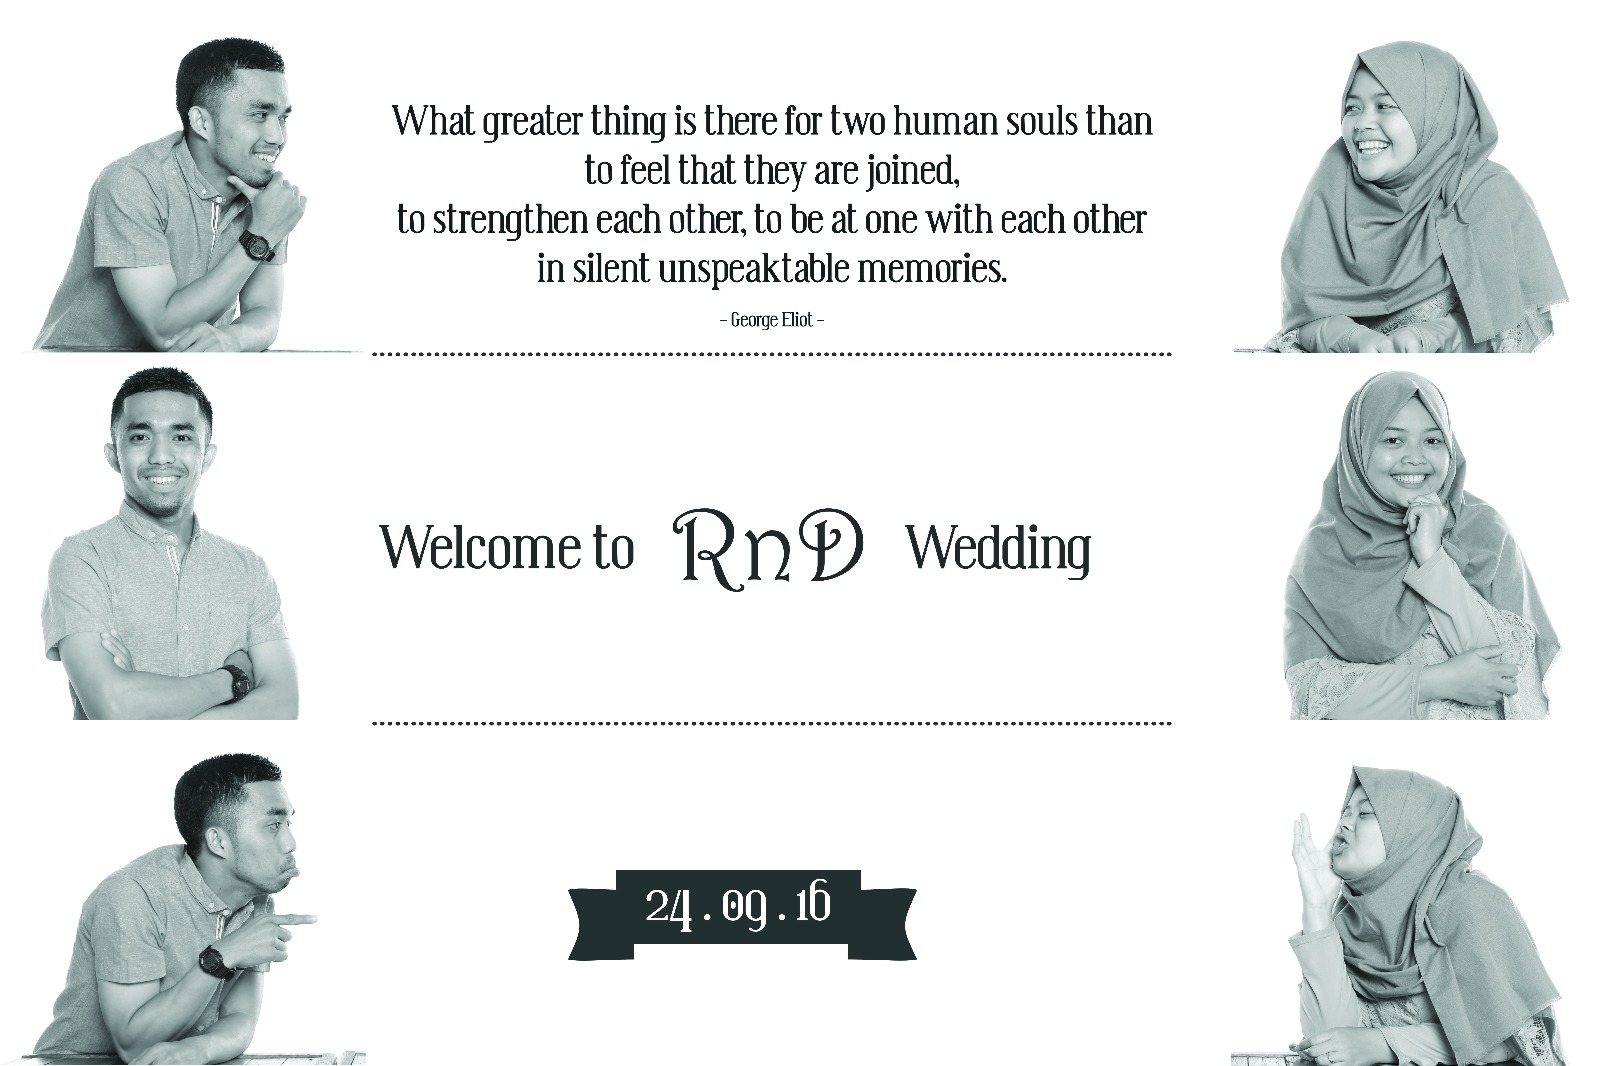 What greater thing is there for two human souls than
to feel that they are joined,
to strengthen each other, to be at one with each other
in silent unspeaktable memories.
– George Eliot –
Welcome to RnD Wedding
24 . 09 . 16